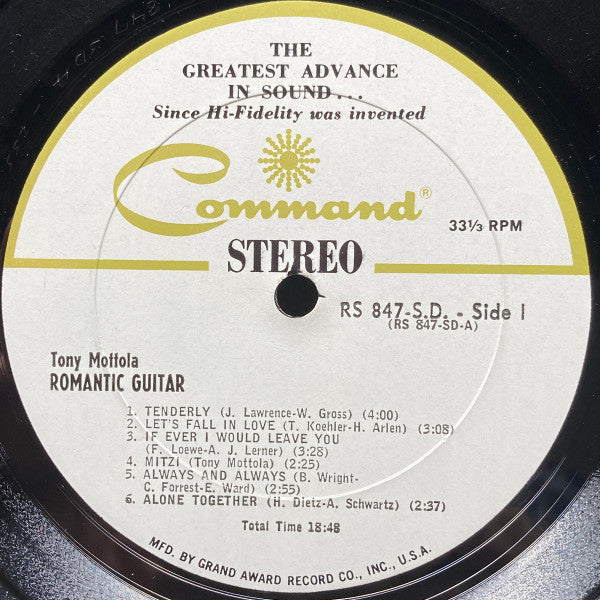 THE
GREATEST ADVANCE
IN SOUND...
Since Hi-Fidelity was invented
Command®
33⅓ RPM
STEREO
RS 847-S.D. - Side 1
(RS 847-SD-A)
Tony Mottola
ROMANTIC GUITAR
1. TENDERLY (J. Lawrence-W. Gross) (4:00)
2. LET'S FALL IN LOVE (T. Koehler-H. Arlen) (3:08)
3. IF EVER I WOULD LEAVE YOU
(F. Loewe-A. J. Lerner) (3:28)
4. MITZI (Tony Mottola) (2:25)
5. ALWAYS AND ALWAYS (B. Wright-
C. Forrest-E. Ward) (2:55)
6. ALONE TOGETHER (H. Dietz-A. Schwartz) (2:37)
Total Time 18:48
MFD. BY GRAND AWARD RECORD CO., INC., U.S.A.